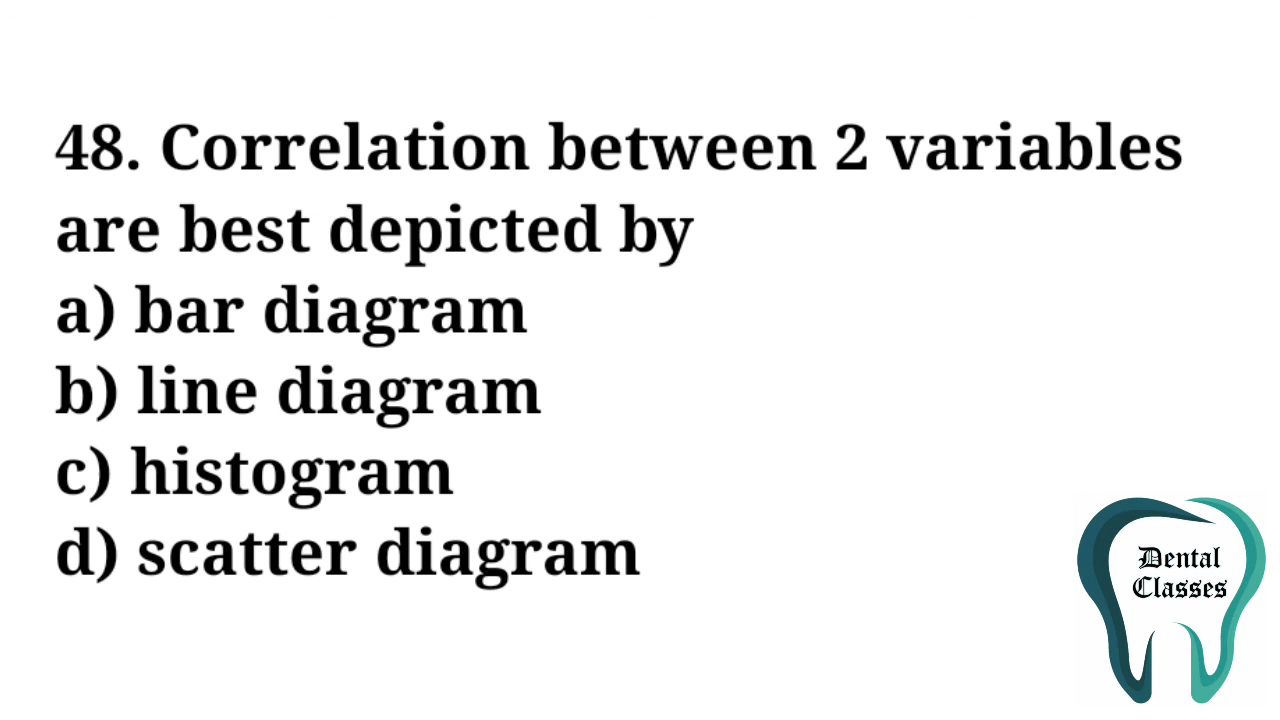 48. Correlation between 2 variables
are best depicted by
a) bar diagram
b) line diagram
c) histogram
d) scatter diagram
Dental
Classes